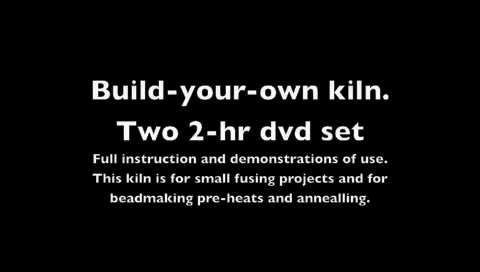 Build-your-own kiln.
Two 2-hr dvd set
Full instruction and demonstrations of use.
This kiln is for small fusing projects and for
beadmaking pre-heats and annealling.